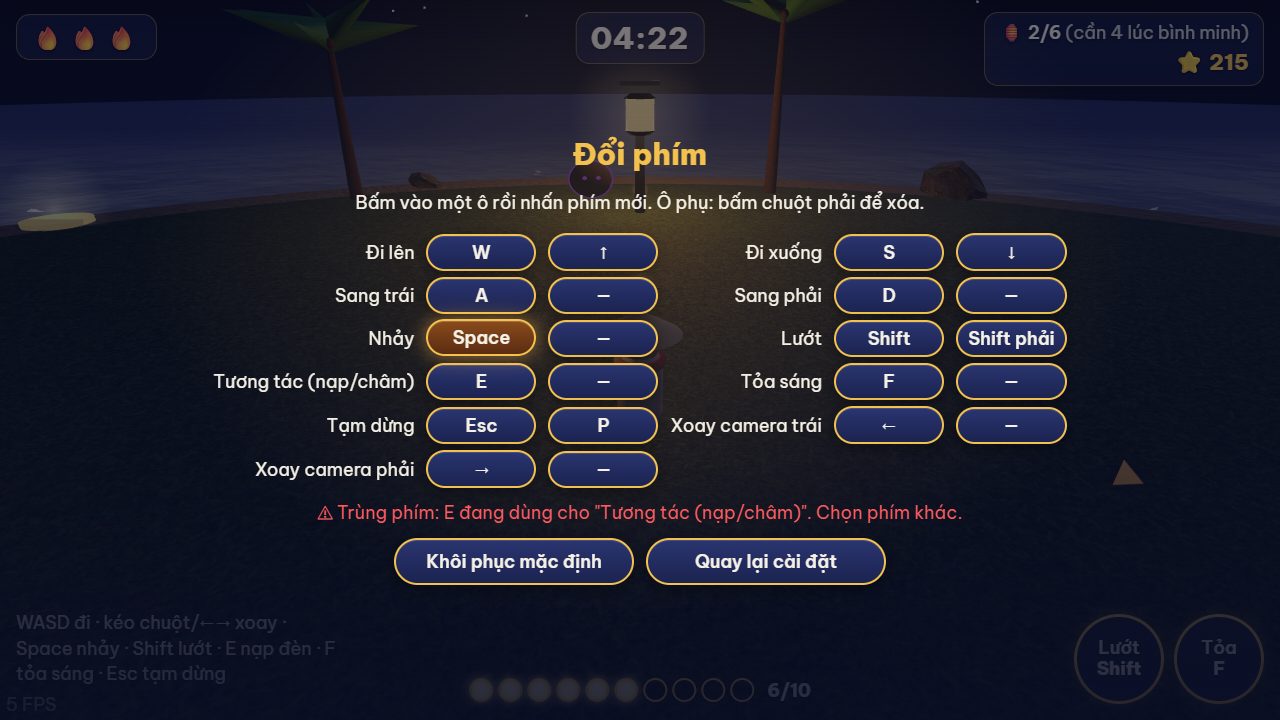 04:22
2/6 (cần 4 lúc bình minh)
215
Đổi phím
Bấm vào một ô rồi nhấn phím mới. Ô phụ: bấm chuột phải để xóa.
Đi lên W ↑ Đi xuống S ↓
Sang trái A – Sang phải D –
Nhảy Space – Lướt Shift Shift phải
Tương tác (nạp/châm) E – Tỏa sáng F –
Tạm dừng Esc P Xoay camera trái ← –
Xoay camera phải → –
⚠ Trùng phím: E đang dùng cho "Tương tác (nạp/châm)". Chọn phím khác.
Khôi phục mặc định Quay lại cài đặt
WASD đi · kéo chuột/←→ xoay ·
Space nhảy · Shift lướt · E nạp đèn · F
tỏa sáng · Esc tạm dừng
5 FPS
6/10
Lướt
Shift
Tỏa
F